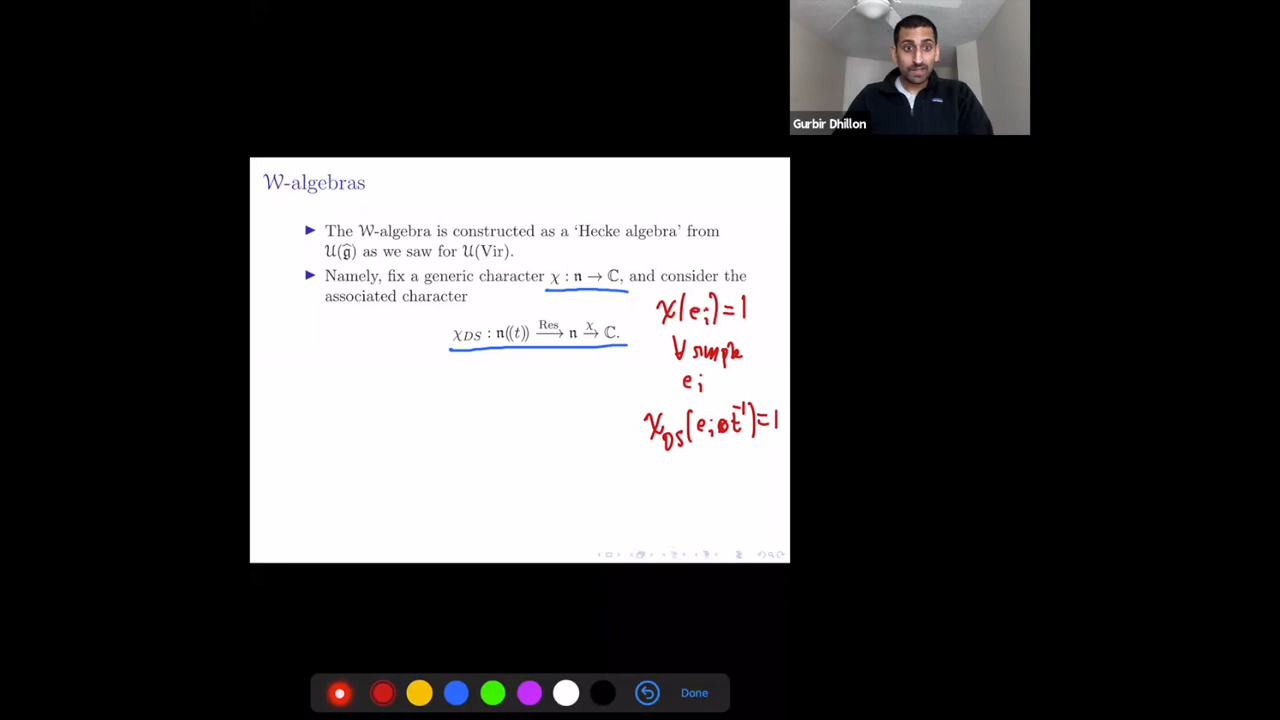 Gurbir Dhillon
W-algebras
▶ The W-algebra is constructed as a ‘Hecke algebra’ from
U(ĝ) as we saw for U(Vir).
▶ Namely, fix a generic character χ : n → ℂ, and consider the
associated character
χ_DS : n((t)) —Res→ n —χ→ ℂ.
χ(e_i) = 1
∀ simple
e_i
χ_DS(e_i ⊗ t^{-1}) = 1
Done